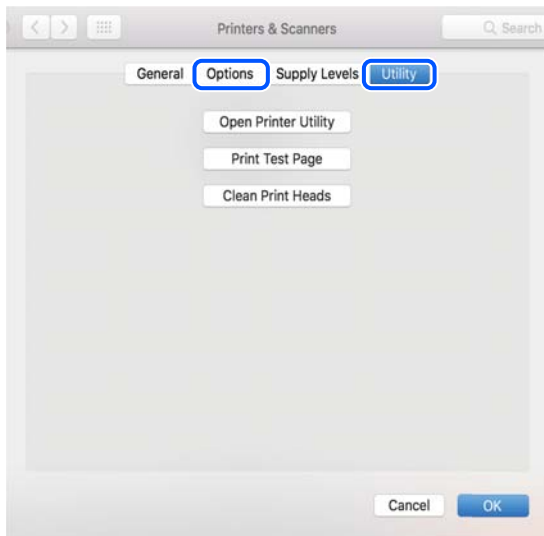 Printers & Scanners
Search
General Options Supply Levels Utility
Open Printer Utility
Print Test Page
Clean Print Heads
Cancel OK